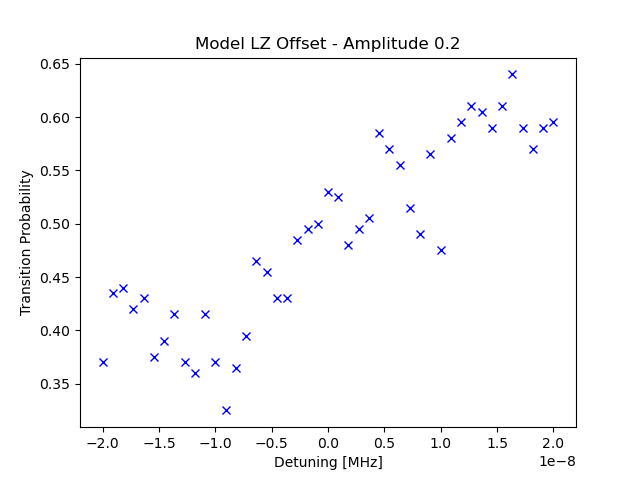 Model LZ Offset - Amplitude 0.2
0.65
0.60
0.55
0.50
0.45
0.40
0.35
Transition Probability
−2.0 −1.5 −1.0 −0.5 0.0 0.5 1.0 1.5 2.0
1e−8
Detuning [MHz]